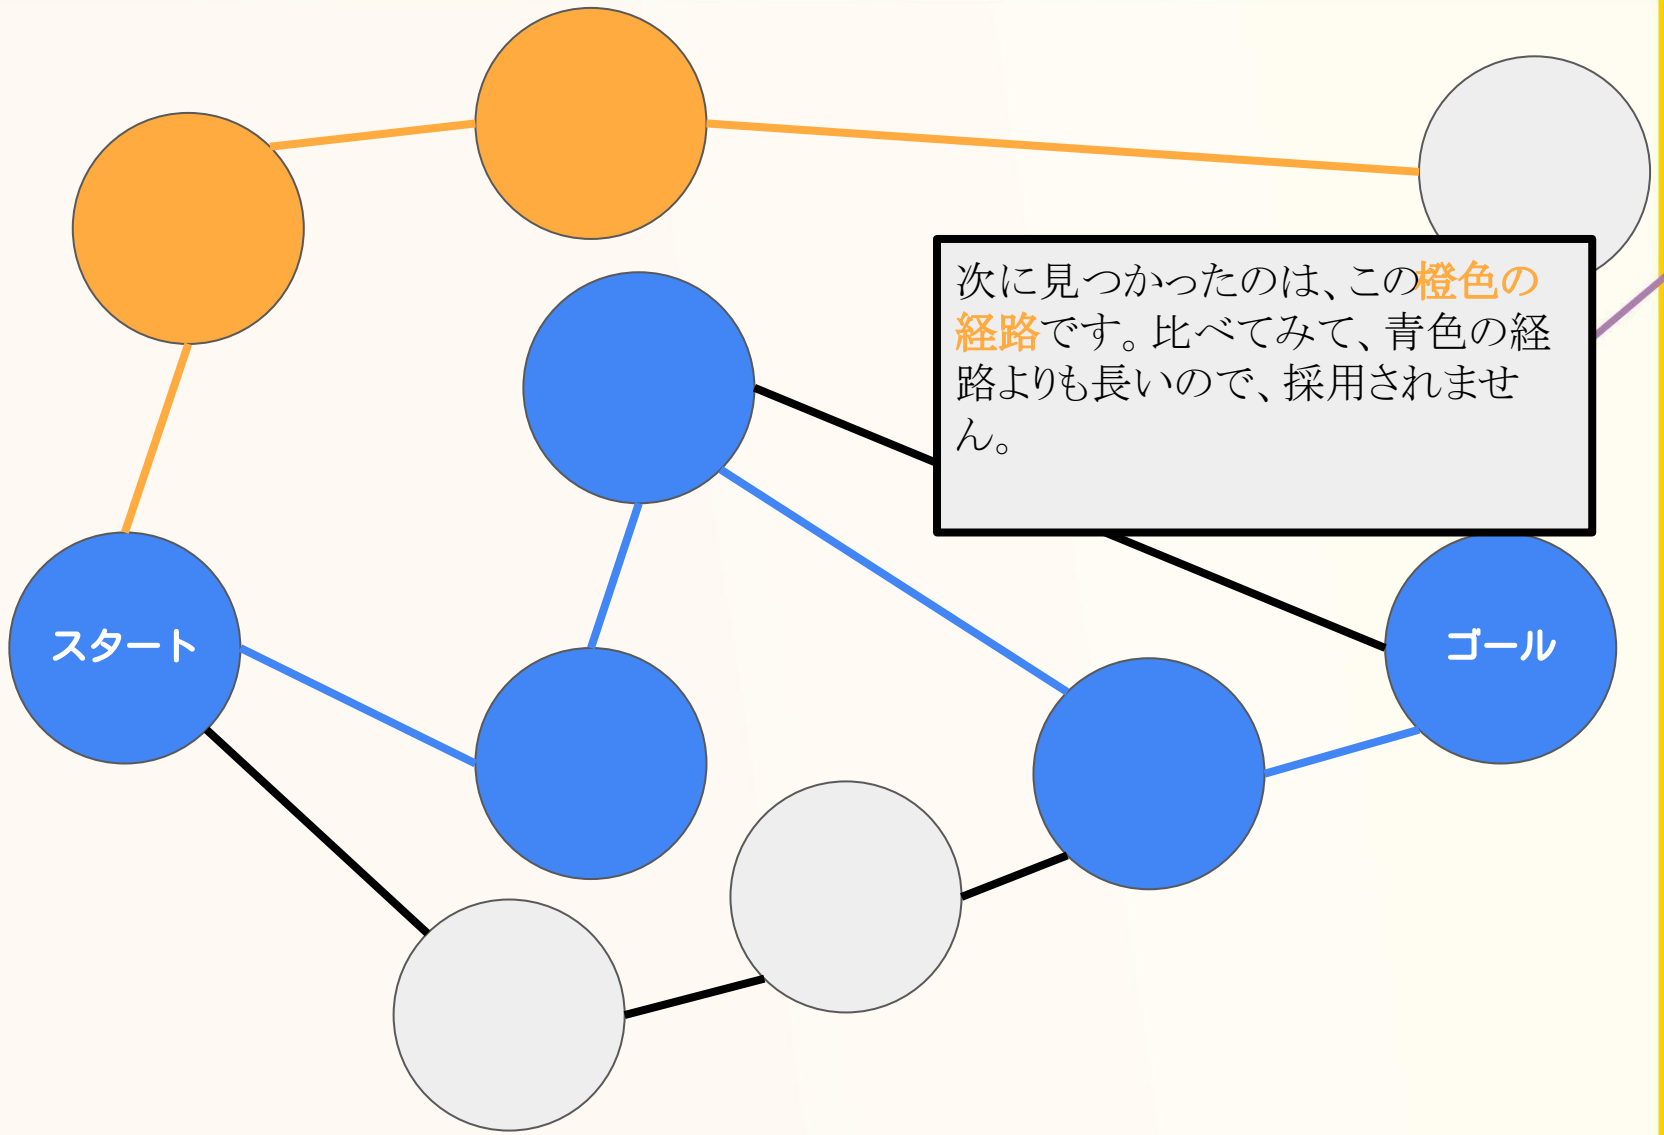 次に見つかったのは、この橙色の
経路です。比べてみて、青色の経
路よりも長いので、採用されませ
ん。
スタート
ゴール